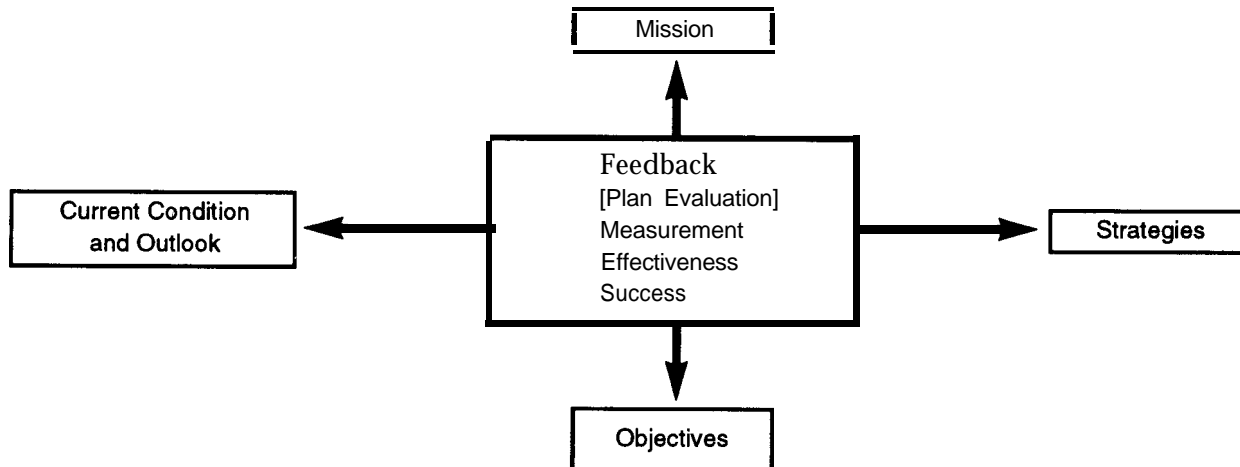 Mission
Feedback
[Plan Evaluation]
Measurement
Effectiveness
Success
Current Condition
and Outlook
Strategies
Objectives